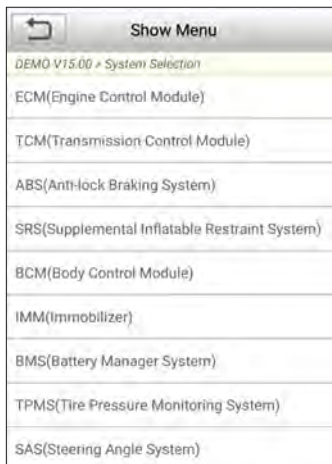 Show Menu
DEMO V15.00 > System Selection
ECM(Engine Control Module)
TCM(Transmission Control Module)
ABS(Anti-lock Braking System)
SRS(Supplemental Inflatable Restraint System)
BCM(Body Control Module)
IMM(Immobilizer)
BMS(Battery Manager System)
TPMS(Tire Pressure Monitoring System)
SAS(Steering Angle System)